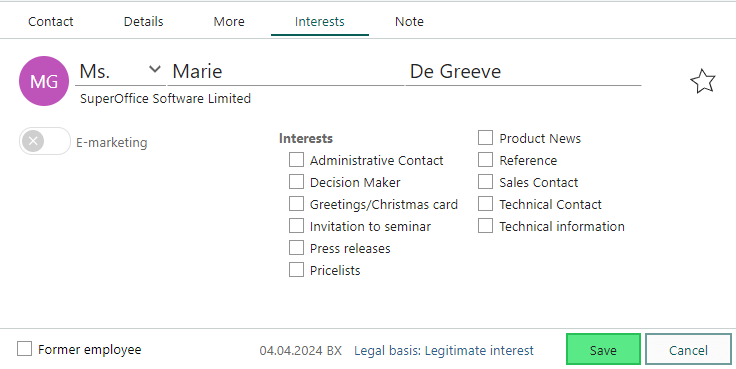 Contact Details More Interests Note
MG Ms. Marie De Greeve
SuperOffice Software Limited
E-marketing
Interests
Administrative Contact
Decision Maker
Greetings/Christmas card
Invitation to seminar
Press releases
Pricelists
Product News
Reference
Sales Contact
Technical Contact
Technical information
Former employee 04.04.2024 BX Legal basis: Legitimate interest Save Cancel